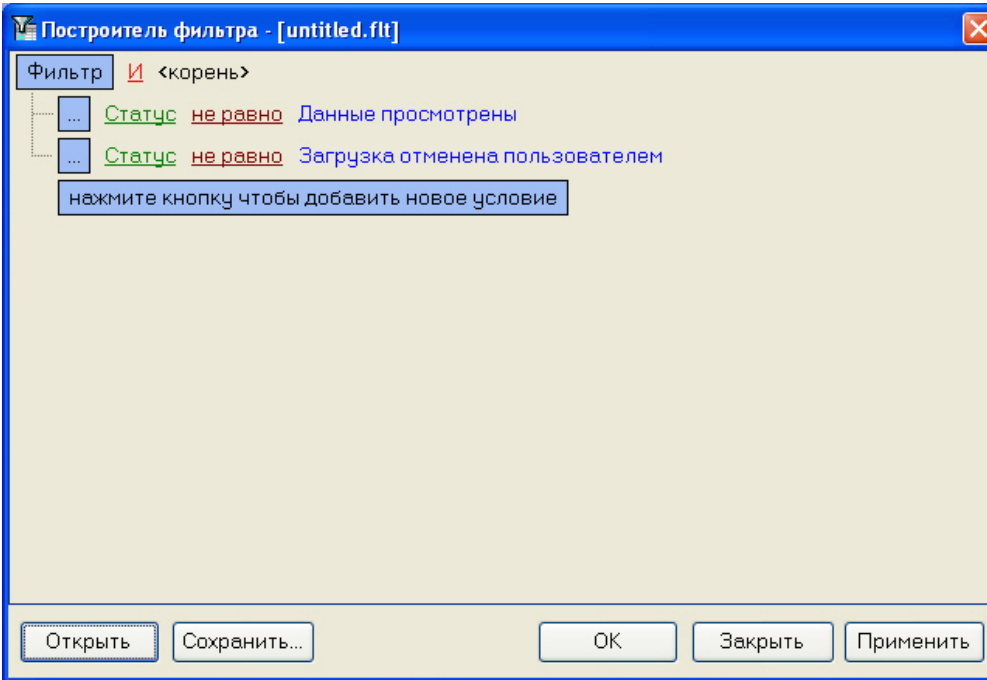 Построитель фильтра - [untitled.flt]
Фильтр И <корень>
... Статус не равно Данные просмотрены
... Статус не равно Загрузка отменена пользователем
нажмите кнопку чтобы добавить новое условие
Открыть Сохранить... OK Закрыть Применить